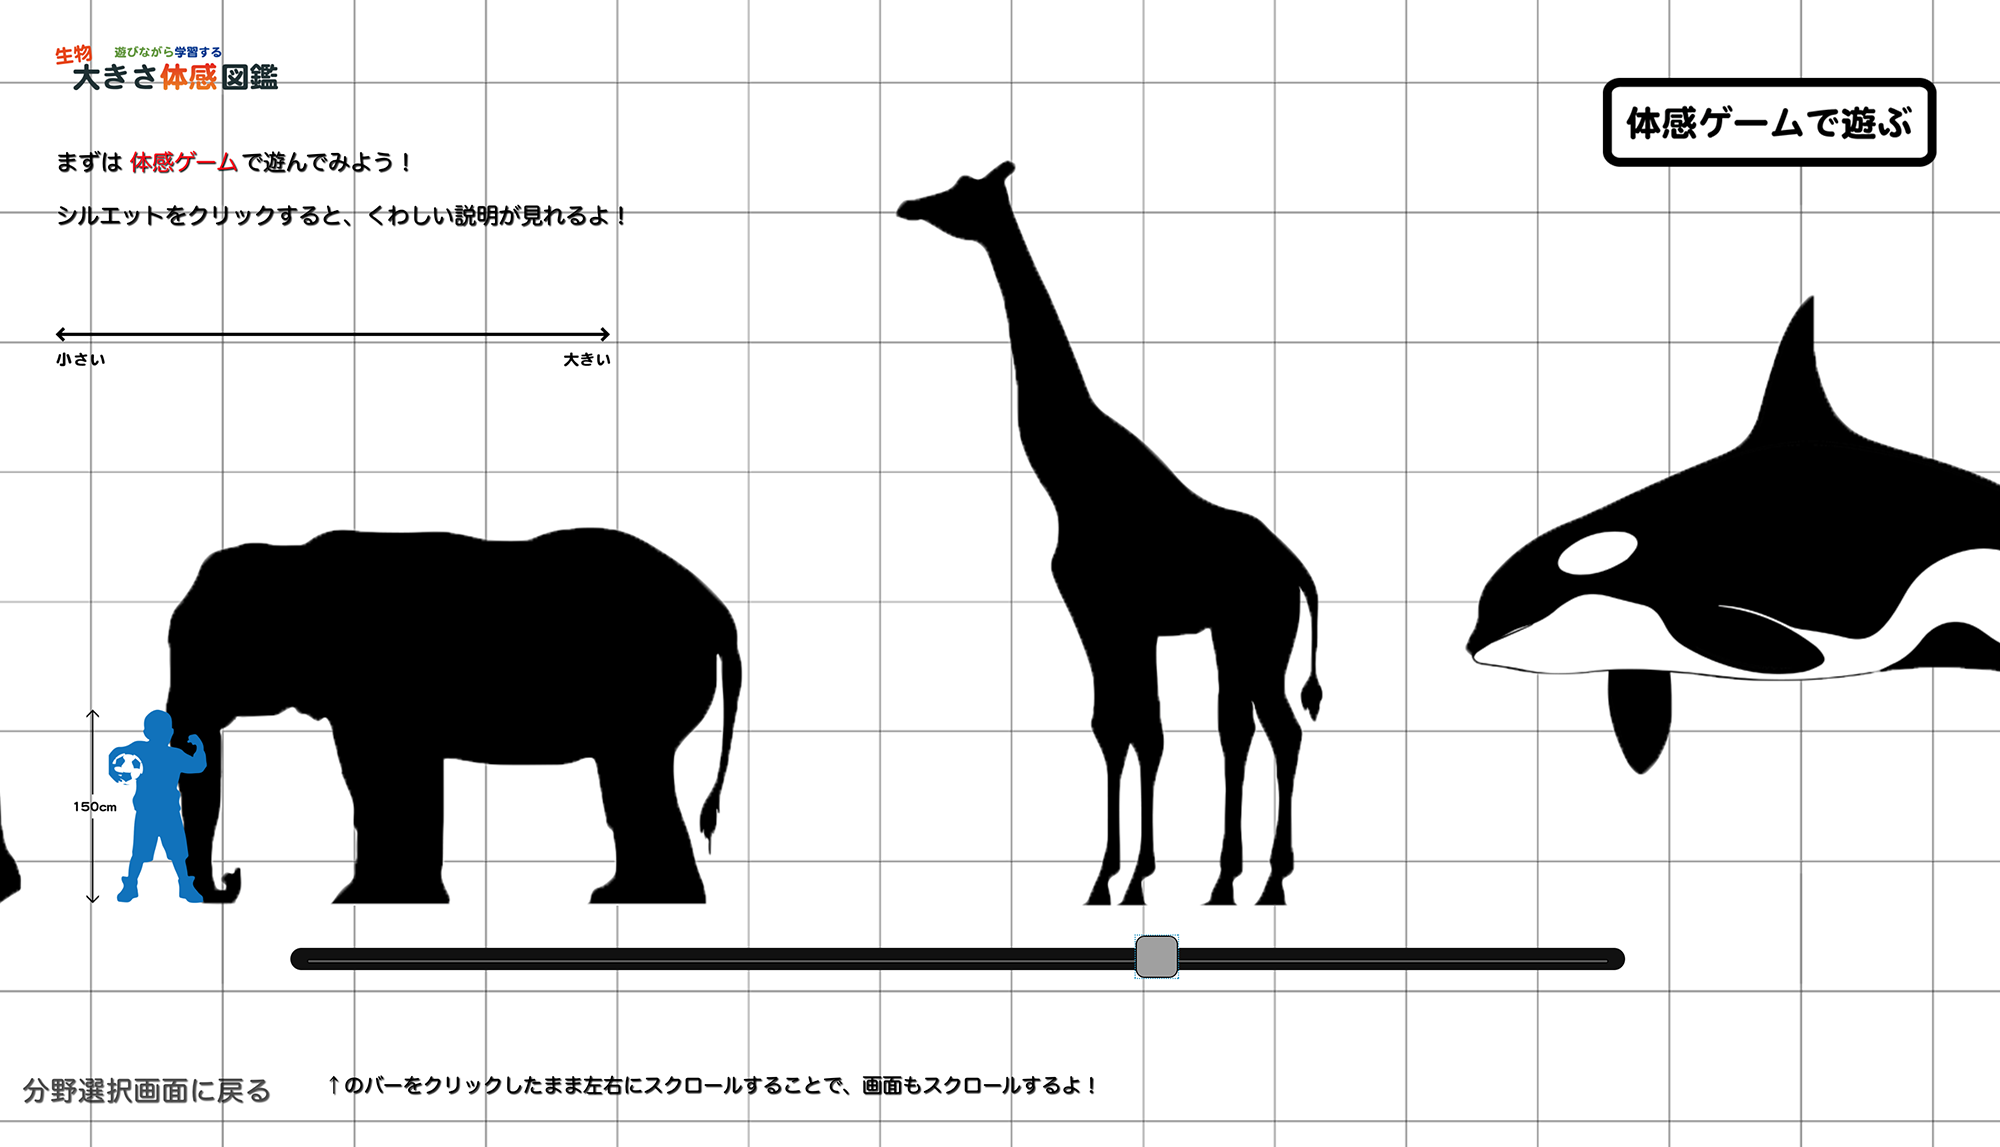 生物 遊びながら学習する
大きさ体感図鑑
体感ゲームで遊ぶ
まずは 体感ゲーム で遊んでみよう！
シルエットをクリックすると、くわしい説明が見れるよ！
小さい 大きい
150cm
↑のバーをクリックしたまま左右にスクロールすることで、画面もスクロールするよ！
分野選択画面に戻る